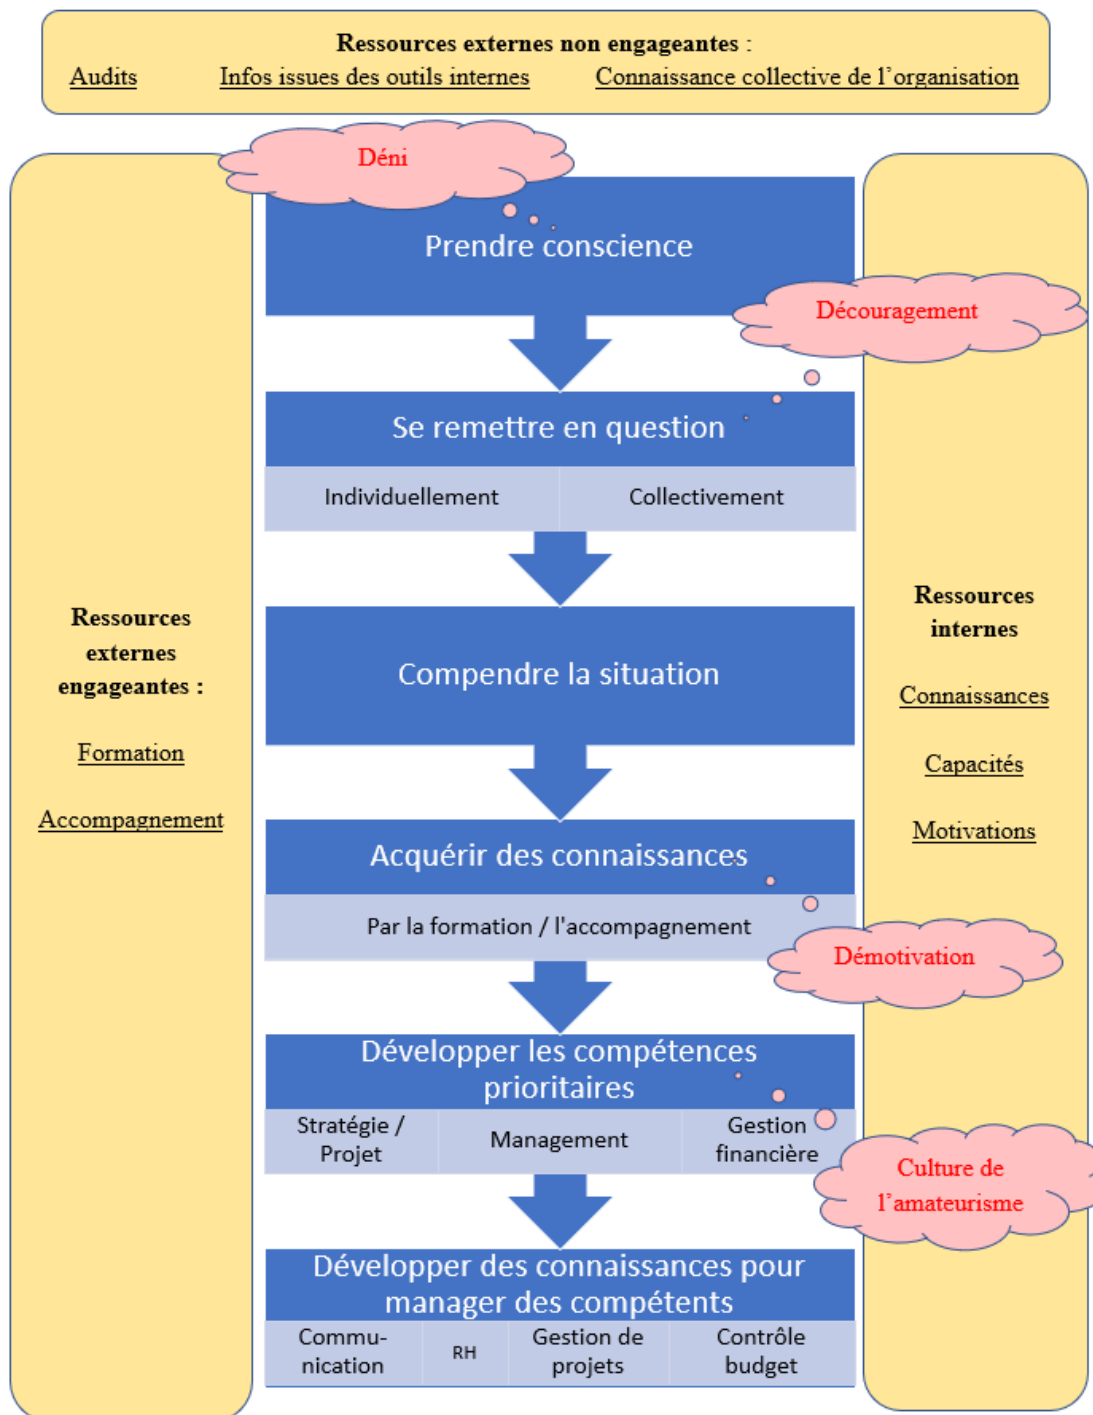 Ressources externes non engageantes :
Audits Infos issues des outils internes Connaissance collective de l'organisation
Déni
Prendre conscience
Découragement
Se remettre en question
Individuellement Collectivement
Compendre la situation
Acquérir des connaissances
Par la formation / l'accompagnement
Démotivation
Développer les compétences
prioritaires
Stratégie /
Projet
Management
Gestion
financière
Culture de
l'amateurisme
Développer des connaissances pour
manager des compétents
Commu-
nication
RH
Gestion de
projets
Contrôle
budget
Ressources
externes
engageantes :
Formation
Accompagnement
Ressources
internes
Connaissances
Capacités
Motivations